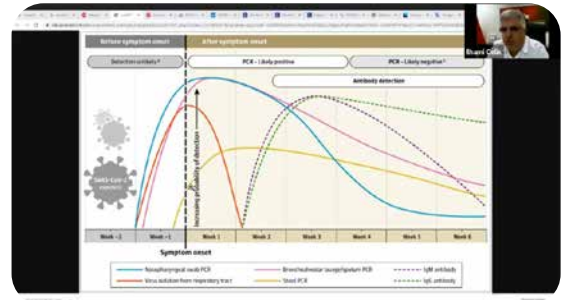 Before symptom onset After symptom onset
Detection unlikely PCR – Likely positive PCR – Likely negative
Antibody detection
SARS-CoV-2
Increasing probability of detection
Week –2 Week –1 Week 1 Week 2 Week 3 Week 4 Week 5 Week 6
Symptom onset
Nasopharyngeal swab PCR Bronchoalveolar lavage/sputum PCR IgM antibody
Virus isolation from respiratory tract Stool PCR IgG antibody